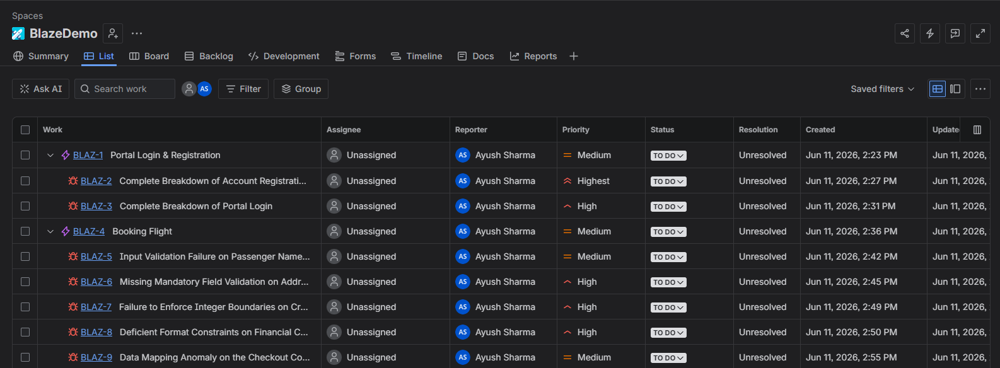 Spaces
BlazeDemo
Summary List Board Backlog Development Forms Timeline Docs Reports
Ask AI Search work AS Filter Group Saved filters
Work Assignee Reporter Priority Status Resolution Created Update
BLAZ-1 Portal Login & Registration Unassigned AS Ayush Sharma Medium TO DO Unresolved Jun 11, 2026, 2:23 PM Jun 11, 2026,
BLAZ-2 Complete Breakdown of Account Registrati... Unassigned AS Ayush Sharma Highest TO DO Unresolved Jun 11, 2026, 2:27 PM Jun 11, 2026,
BLAZ-3 Complete Breakdown of Portal Login Unassigned AS Ayush Sharma High TO DO Unresolved Jun 11, 2026, 2:31 PM Jun 11, 2026,
BLAZ-4 Booking Flight Unassigned AS Ayush Sharma Medium TO DO Unresolved Jun 11, 2026, 2:36 PM Jun 11, 2026,
BLAZ-5 Input Validation Failure on Passenger Name... Unassigned AS Ayush Sharma Medium TO DO Unresolved Jun 11, 2026, 2:42 PM Jun 11, 2026,
BLAZ-6 Missing Mandatory Field Validation on Addr... Unassigned AS Ayush Sharma High TO DO Unresolved Jun 11, 2026, 2:45 PM Jun 11, 2026,
BLAZ-7 Failure to Enforce Integer Boundaries on Cr... Unassigned AS Ayush Sharma High TO DO Unresolved Jun 11, 2026, 2:49 PM Jun 11, 2026,
BLAZ-8 Deficient Format Constraints on Financial C... Unassigned AS Ayush Sharma High TO DO Unresolved Jun 11, 2026, 2:50 PM Jun 11, 2026,
BLAZ-9 Data Mapping Anomaly on the Checkout Co... Unassigned AS Ayush Sharma Medium TO DO Unresolved Jun 11, 2026, 2:55 PM Jun 11, 2026,